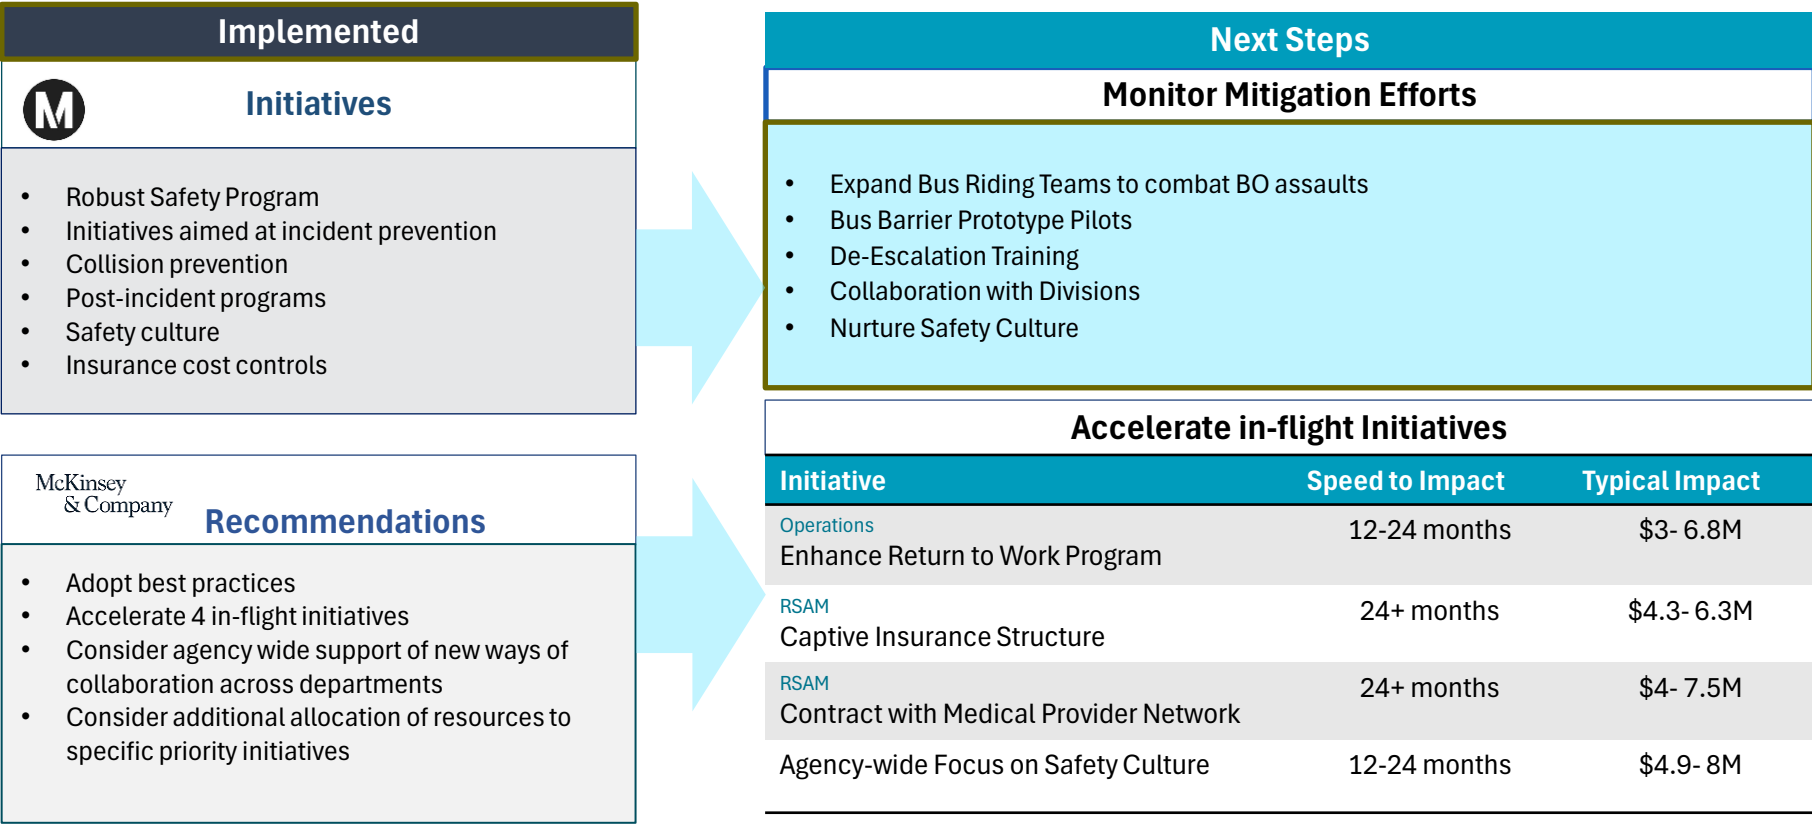 Implemented
M
Initiatives
• Robust Safety Program
• Initiatives aimed at incident prevention
• Collision prevention
• Post-incident programs
• Safety culture
• Insurance cost controls
McKinsey
& Company
Recommendations
• Adopt best practices
• Accelerate 4 in-flight initiatives
• Consider agency wide support of new ways of
collaboration across departments
• Consider additional allocation of resources to
specific priority initiatives
Next Steps
Monitor Mitigation Efforts
• Expand Bus Riding Teams to combat BO assaults
• Bus Barrier Prototype Pilots
• De-Escalation Training
• Collaboration with Divisions
• Nurture Safety Culture
Accelerate in-flight Initiatives
Initiative Speed to Impact Typical Impact
Operations
Enhance Return to Work Program 12-24 months $3- 6.8M
RSAM
Captive Insurance Structure 24+ months $4.3- 6.3M
RSAM
Contract with Medical Provider Network 24+ months $4- 7.5M
Agency-wide Focus on Safety Culture 12-24 months $4.9- 8M